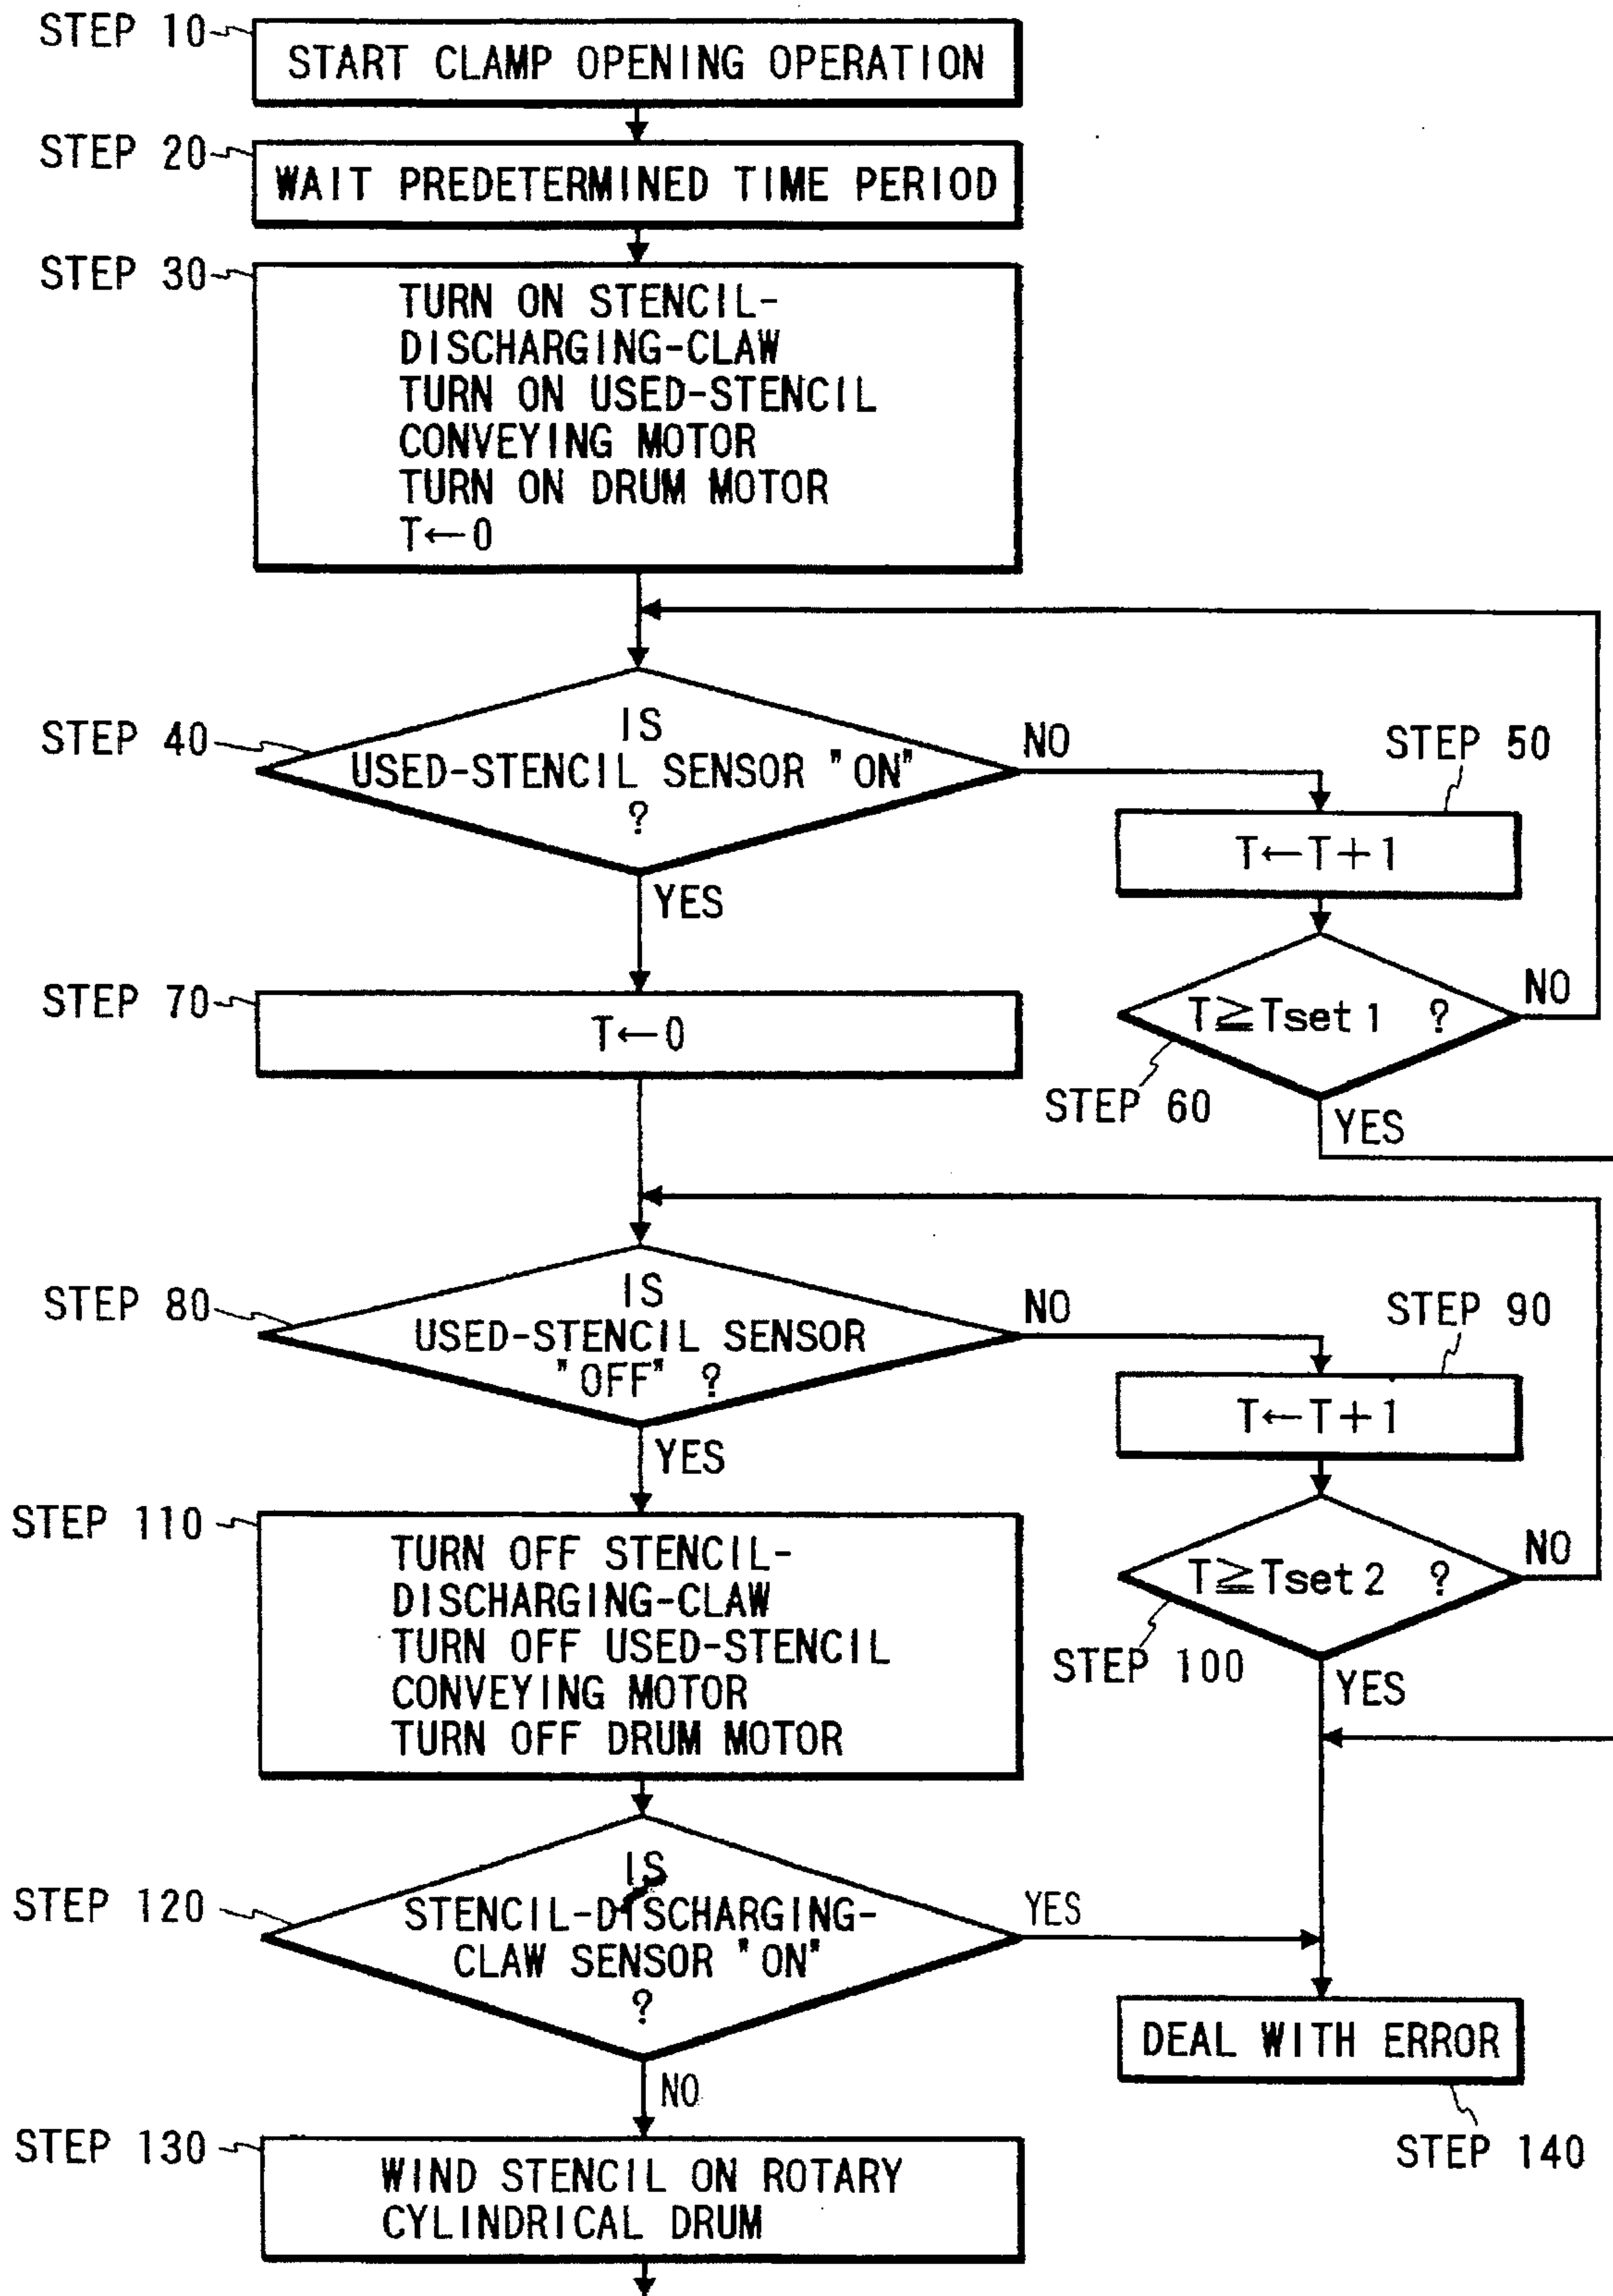 STEP 10
START CLAMP OPENING OPERATION
STEP 20
WAIT PREDETERMINED TIME PERIOD
STEP 30
TURN ON STENCIL-
DISCHARGING-CLAW
TURN ON USED-STENCIL
CONVEYING MOTOR
TURN ON DRUM MOTOR
T←0
STEP 40
IS
USED-STENCIL SENSOR "ON"
?
NO
YES
STEP 50
T←T+1
T≧Tset 1 ?
NO
STEP 60
YES
STEP 70
T←0
STEP 80
IS
USED-STENCIL SENSOR
"OFF" ?
NO
YES
STEP 90
T←T+1
T≧Tset 2 ?
NO
STEP 100
YES
STEP 110
TURN OFF STENCIL-
DISCHARGING-CLAW
TURN OFF USED-STENCIL
CONVEYING MOTOR
TURN OFF DRUM MOTOR
STEP 120
IS
STENCIL-DISCHARGING-
CLAW SENSOR "ON"
?
YES
NO
DEAL WITH ERROR
STEP 140
STEP 130
WIND STENCIL ON ROTARY
CYLINDRICAL DRUM